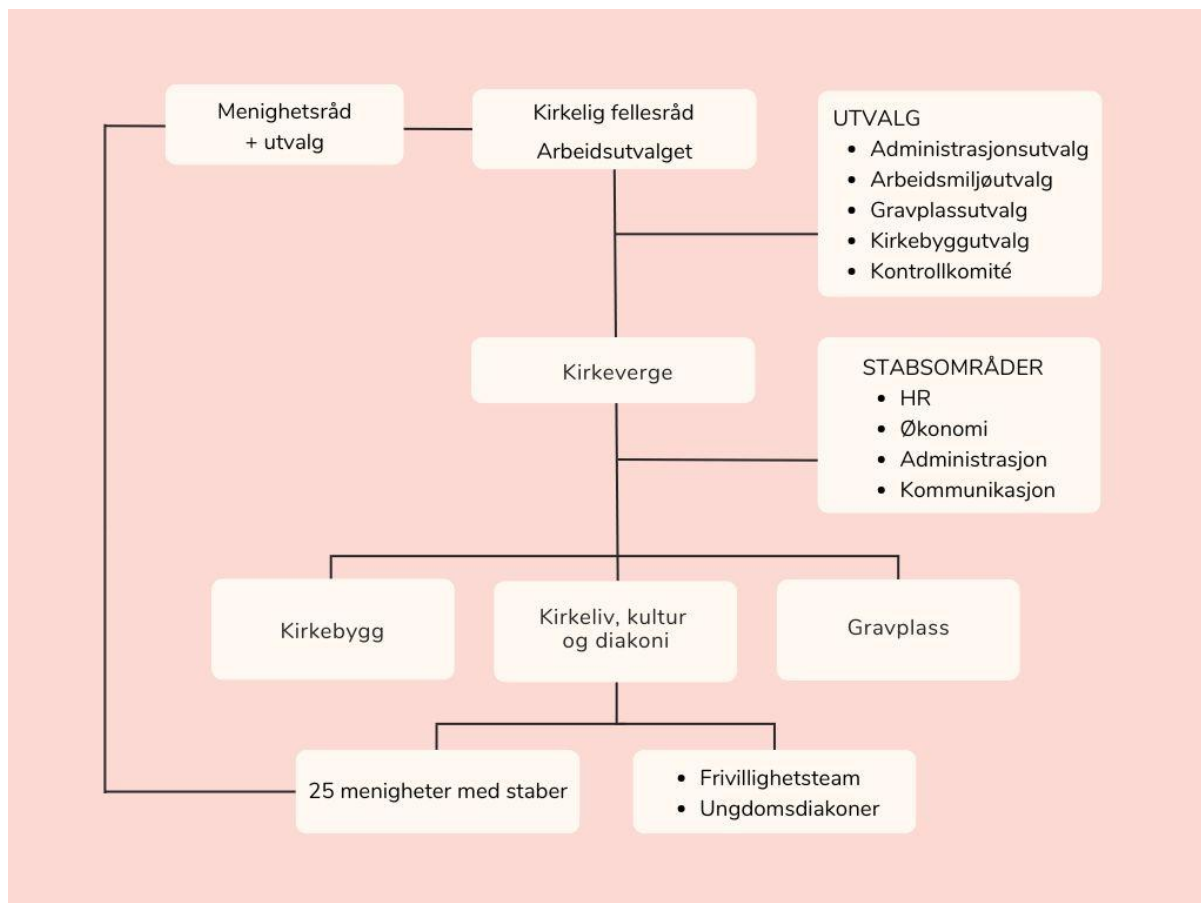 Menighetsråd
+ utvalg
Kirkelig fellesråd
Arbeidsutvalget
UTVALG
• Administrasjonsutvalg
• Arbeidsmiljøutvalg
• Gravplassutvalg
• Kirkebyggutvalg
• Kontrollkomité
Kirkeverge
STABSOMRÅDER
• HR
• Økonomi
• Administrasjon
• Kommunikasjon
Kirkebygg
Kirkeliv, kultur
og diakoni
Gravplass
25 menigheter med staber
• Frivillighetsteam
• Ungdomsdiakoner